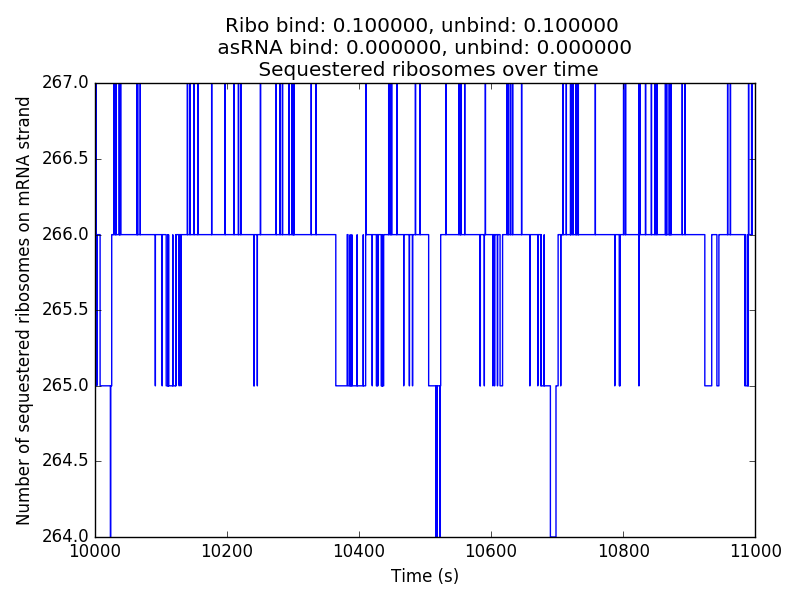 Ribo bind: 0.100000, unbind: 0.100000
asRNA bind: 0.000000, unbind: 0.000000
Sequestered ribosomes over time
Number of sequestered ribosomes on mRNA strand
267.0
266.5
266.0
265.5
265.0
264.5
264.0
10000 10200 10400 10600 10800 11000
Time (s)